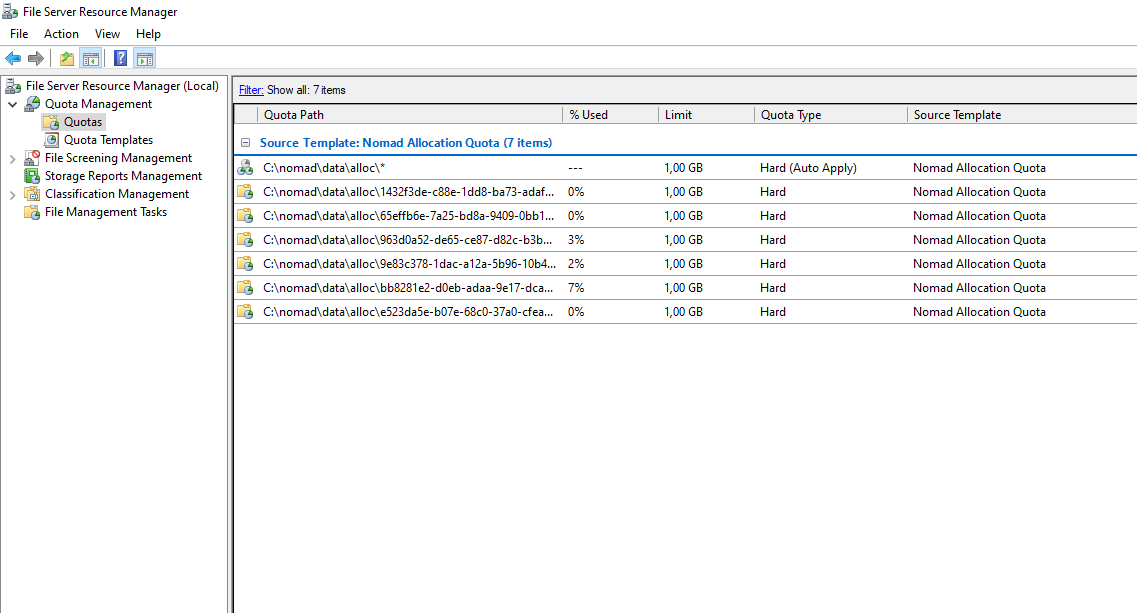 File Server Resource Manager
File Action View Help
File Server Resource Manager (Local)
Quota Management
Quotas
Quota Templates
File Screening Management
Storage Reports Management
Classification Management
File Management Tasks
Filter: Show all: 7 items
Quota Path % Used Limit Quota Type Source Template
Source Template: Nomad Allocation Quota (7 items)
C:\nomad\data\alloc\* --- 1,00 GB Hard (Auto Apply) Nomad Allocation Quota
C:\nomad\data\alloc\1432f3de-c88e-1dd8-ba73-adaf... 0% 1,00 GB Hard Nomad Allocation Quota
C:\nomad\data\alloc\65effb6e-7a25-bd8a-9409-0bb1... 0% 1,00 GB Hard Nomad Allocation Quota
C:\nomad\data\alloc\963d0a52-de65-ce87-d82c-b3b... 3% 1,00 GB Hard Nomad Allocation Quota
C:\nomad\data\alloc\9e83c378-1dac-a12a-5b96-10b4... 2% 1,00 GB Hard Nomad Allocation Quota
C:\nomad\data\alloc\bb8281e2-d0eb-adaa-9e17-dca... 7% 1,00 GB Hard Nomad Allocation Quota
C:\nomad\data\alloc\e523da5e-b07e-68c0-37a0-cfea... 0% 1,00 GB Hard Nomad Allocation Quota